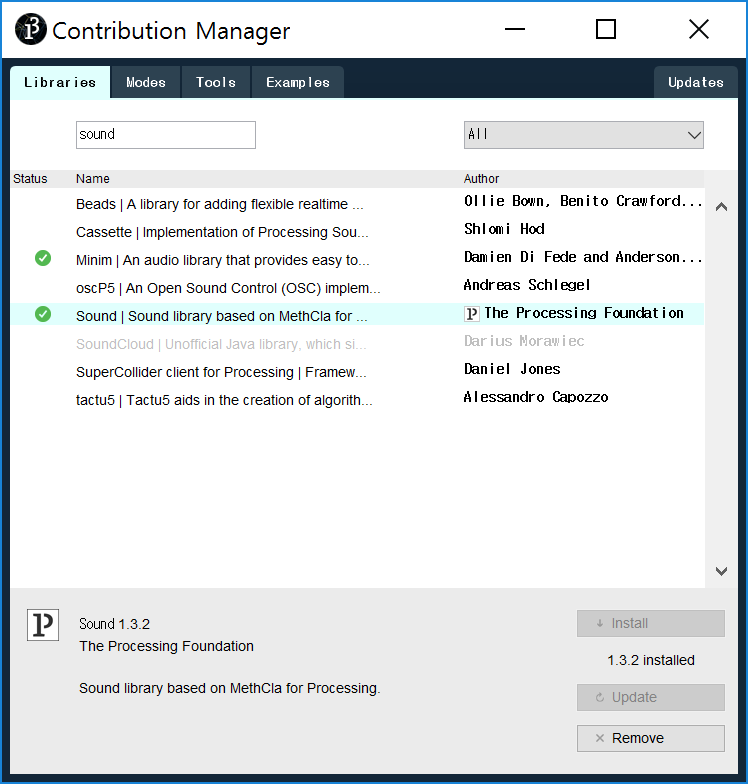 3 Contribution Manager
Libraries Modes Tools Examples Updates
sound All
Status Name Author
Beads | A library for adding flexible realtime ... Ollie Bown, Benito Crawford...
Cassette | Implementation of Processing Sou... Shlomi Hod
Minim | An audio library that provides easy to... Damien Di Fede and Anderson...
oscP5 | An Open Sound Control (OSC) implem... Andreas Schlegel
Sound | Sound library based on MethCla for ... P The Processing Foundation
SoundCloud | Unofficial Java library, which si... Darius Morawiec
SuperCollider client for Processing | Framew... Daniel Jones
tactu5 | Tactu5 aids in the creation of algorith... Alessandro Capozzo
P Sound 1.3.2 Install
The Processing Foundation
1.3.2 installed
Sound library based on MethCla for Processing.
Update
Remove